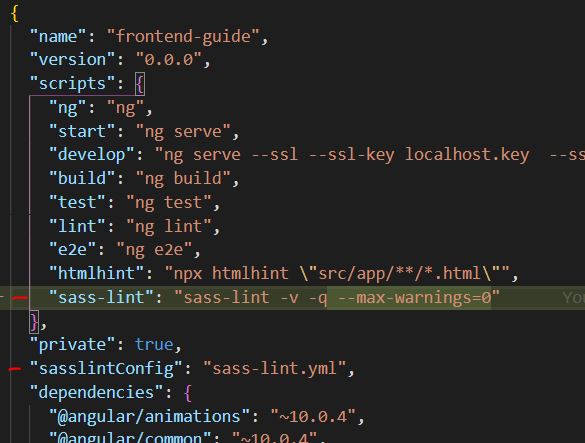 {
"name": "frontend-guide",
"version": "0.0.0",
"scripts": {
"ng": "ng",
"start": "ng serve",
"develop": "ng serve --ssl --ssl-key localhost.key --ss
"build": "ng build",
"test": "ng test",
"lint": "ng lint",
"e2e": "ng e2e",
"htmlhint": "npx htmlhint \"src/app/**/*.html\"",
"sass-lint": "sass-lint -v -q --max-warnings=0" Yo
},
"private": true,
"sasslintConfig": "sass-lint.yml",
"dependencies": {
"@angular/animations": "~10.0.4",
"@angular/common": "~10.0.4",